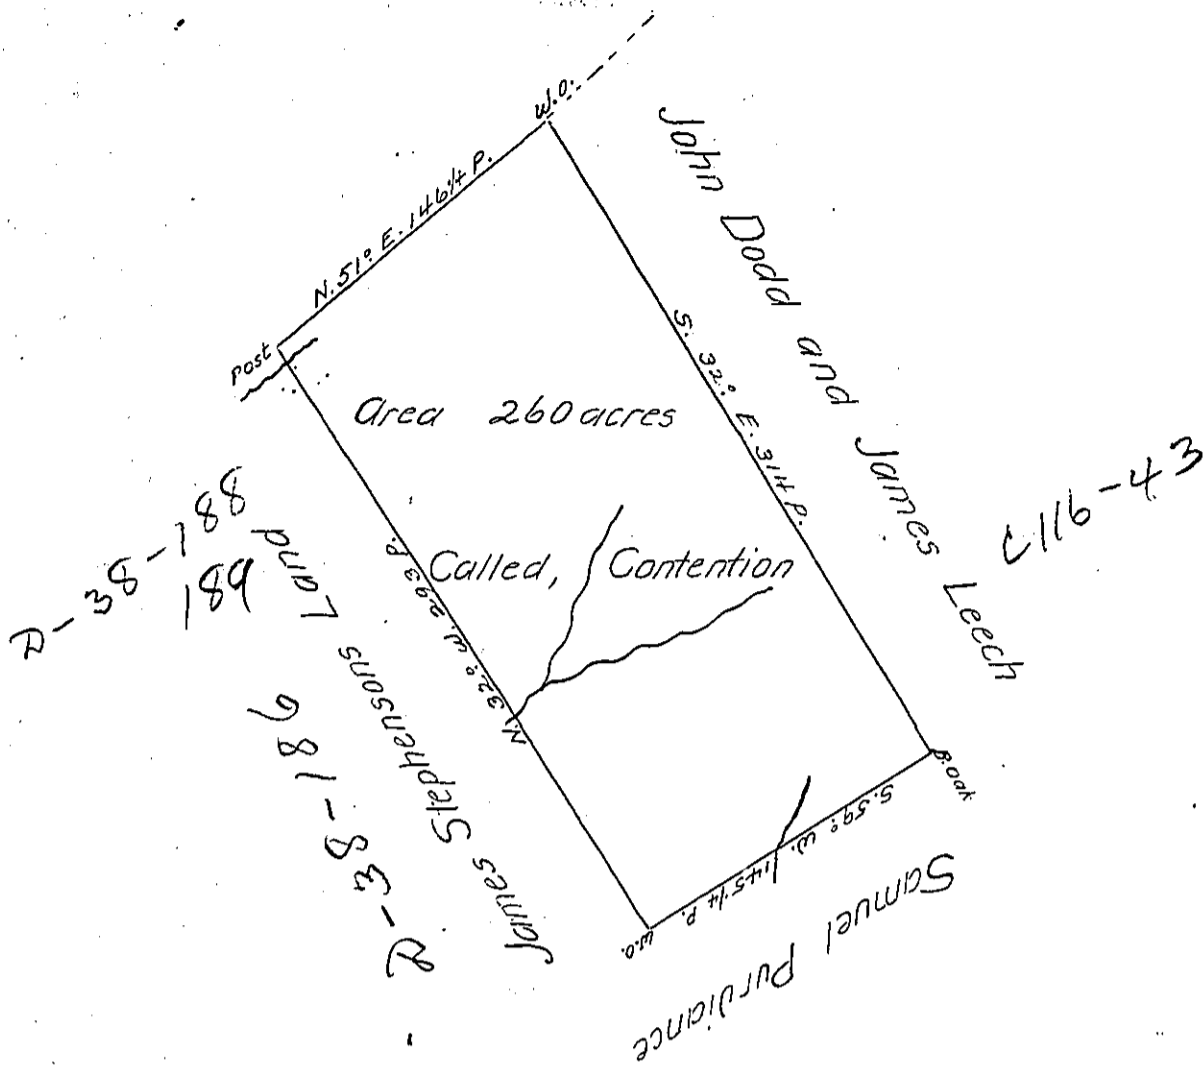 W.O.
N. 51° E. 146¼ P.
Post
John Dodd and James Leech
S. 32° E. 314 P.
Area 260 acres
Called, Contention
C116-43
D-38-188
189
N. 32° W. 293 P.
James Stephensons Land
D-38-186
B.Oak
S. 59° W. 145¼ P.
W.O.
Samuel Purviance